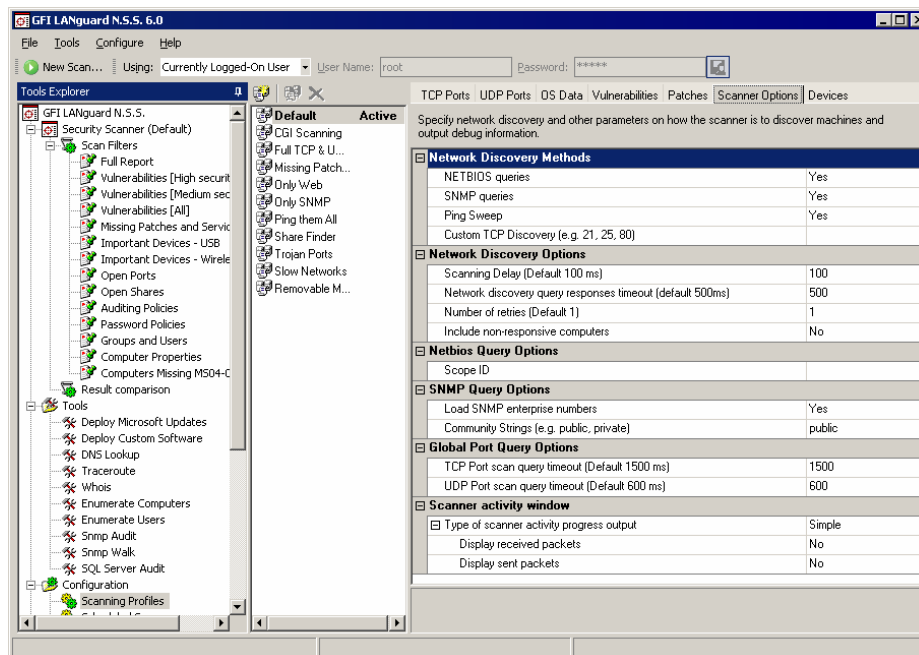 GFI LANguard N.S.S. 6.0
File Tools Configure Help
New Scan... Using: Currently Logged-On User User Name: root Password: *****
Tools Explorer
GFI LANguard N.S.S.
Security Scanner (Default)
Scan Filters
Full Report
Vulnerabilities [High securit
Vulnerabilities [Medium sec
Vulnerabilities [All]
Missing Patches and Servic
Important Devices - USB
Important Devices - Wirele
Open Ports
Open Shares
Auditing Policies
Password Policies
Groups and Users
Computer Properties
Computers Missing MS04-0
Result comparison
Tools
Deploy Microsoft Updates
Deploy Custom Software
DNS Lookup
Traceroute
Whois
Enumerate Computers
Enumerate Users
Snmp Audit
Snmp Walk
SQL Server Audit
Configuration
Scanning Profiles
Default Active
CGI Scanning
Full TCP & U...
Missing Patch...
Only Web
Only SNMP
Ping them All
Share Finder
Trojan Ports
Slow Networks
Removable M...
TCP Ports UDP Ports OS Data Vulnerabilities Patches Scanner Options Devices
Specify network discovery and other parameters on how the scanner is to discover machines and
output debug information.
Network Discovery Methods
NETBIOS queries Yes
SNMP queries Yes
Ping Sweep Yes
Custom TCP Discovery (e.g. 21, 25, 80)
Network Discovery Options
Scanning Delay (Default 100 ms) 100
Network discovery query responses timeout (default 500ms) 500
Number of retries (Default 1) 1
Include non-responsive computers No
Netbios Query Options
Scope ID
SNMP Query Options
Load SNMP enterprise numbers Yes
Community Strings (e.g. public, private) public
Global Port Query Options
TCP Port scan query timeout (Default 1500 ms) 1500
UDP Port scan query timeout (Default 600 ms) 600
Scanner activity window
Type of scanner activity progress output Simple
Display received packets No
Display sent packets No